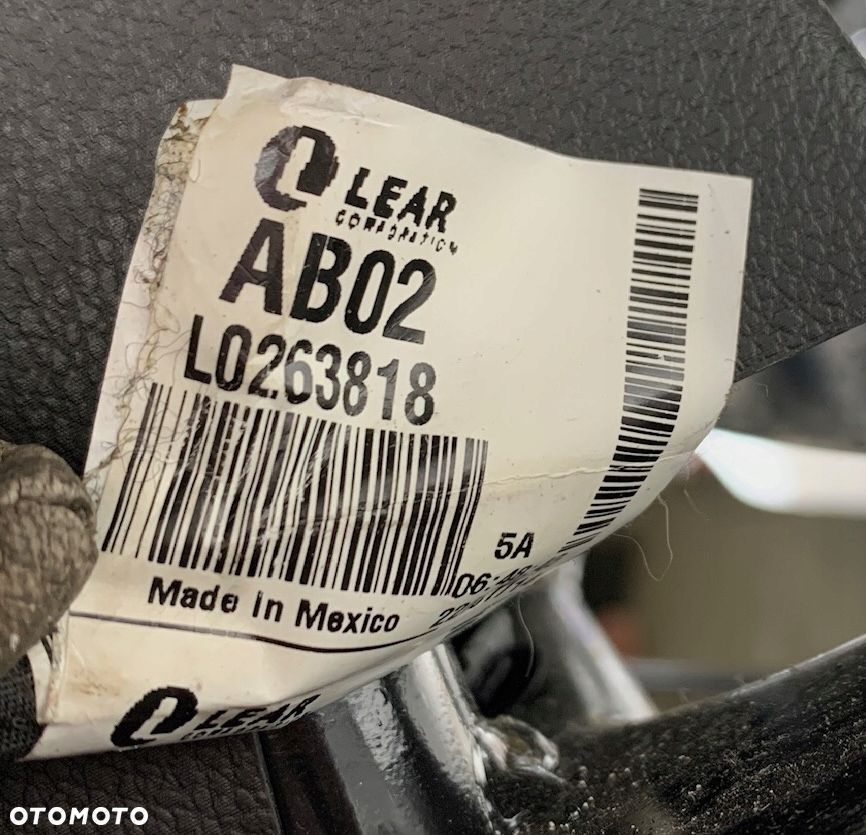 LEAR
CORPORATION
AB02
L0263818
5A
Made in Mexico
LEAR
OTOMOTO